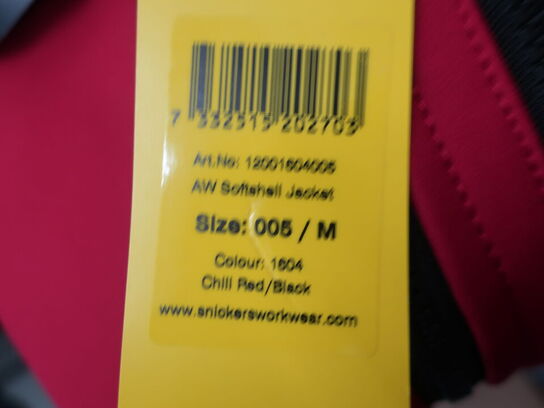 7 332515 202703
Art.No: 12001604005
AW Softshell Jacket
Size: 005 / M
Colour: 1604
Chili Red/Black
www.snickersworkwear.com